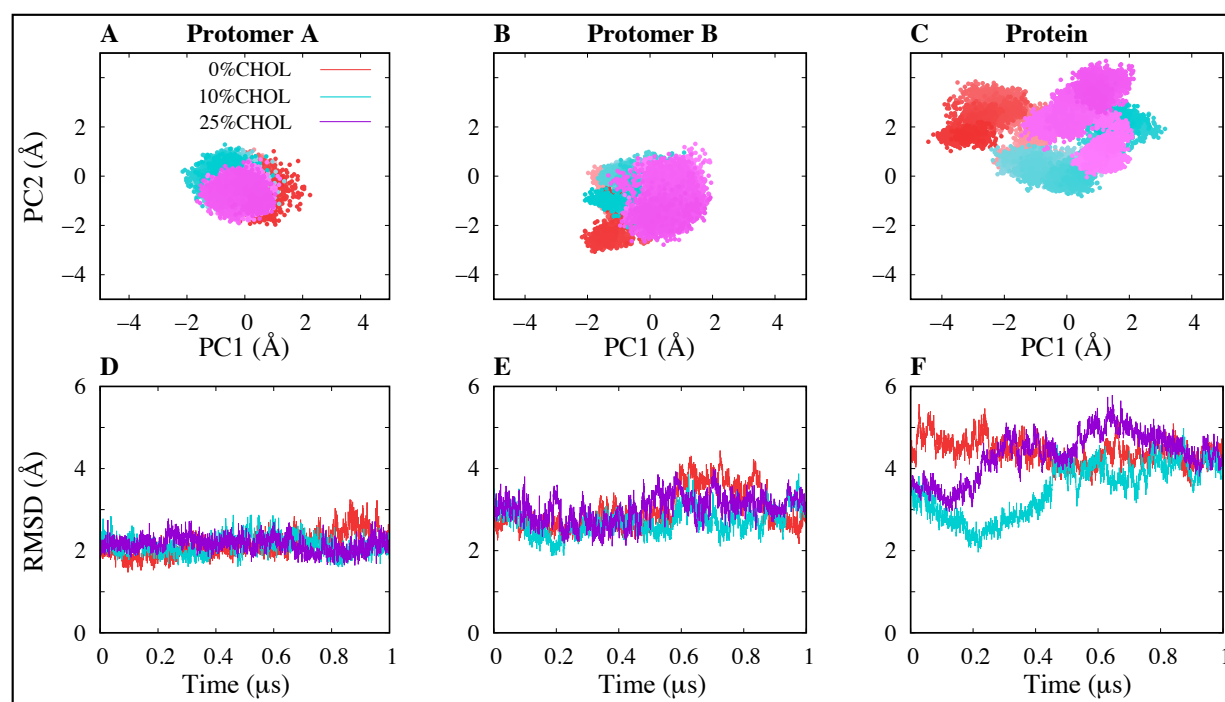 A Protomer A
B Protomer B
C Protein
0%CHOL
10%CHOL
25%CHOL
PC2 (Å)
2
0
−2
−4
−4 −2 0 2 4
PC1 (Å)
2
0
−2
−4
−4 −2 0 2 4
PC1 (Å)
2
0
−2
−4
−4 −2 0 2 4
PC1 (Å)
D
E
F
RMSD (Å)
6
4
2
0
0 0.2 0.4 0.6 0.8 1
Time (μs)
6
4
2
0
0 0.2 0.4 0.6 0.8 1
Time (μs)
6
4
2
0
0 0.2 0.4 0.6 0.8 1
Time (μs)